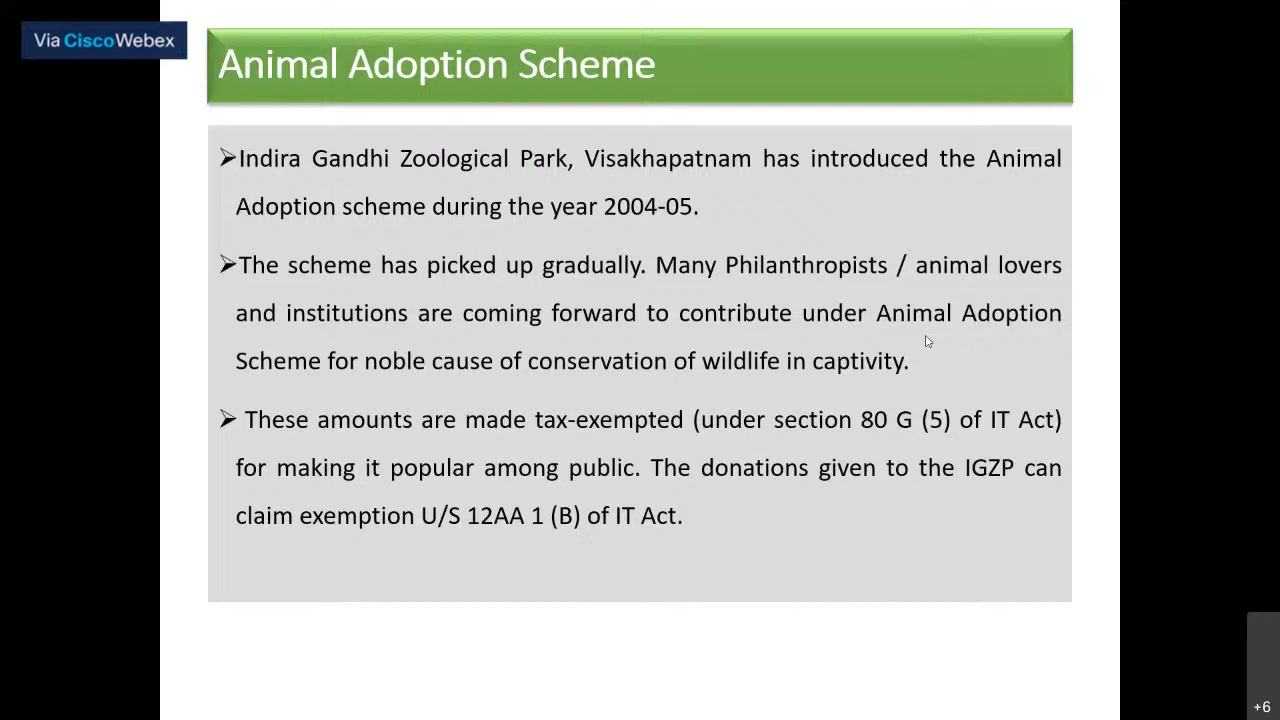 Via Cisco Webex
Animal Adoption Scheme
➢Indira Gandhi Zoological Park, Visakhapatnam has introduced the Animal
Adoption scheme during the year 2004-05.
➢The scheme has picked up gradually. Many Philanthropists / animal lovers
and institutions are coming forward to contribute under Animal Adoption
Scheme for noble cause of conservation of wildlife in captivity.
➢ These amounts are made tax-exempted (under section 80 G (5) of IT Act)
for making it popular among public. The donations given to the IGZP can
claim exemption U/S 12AA 1 (B) of IT Act.
+6